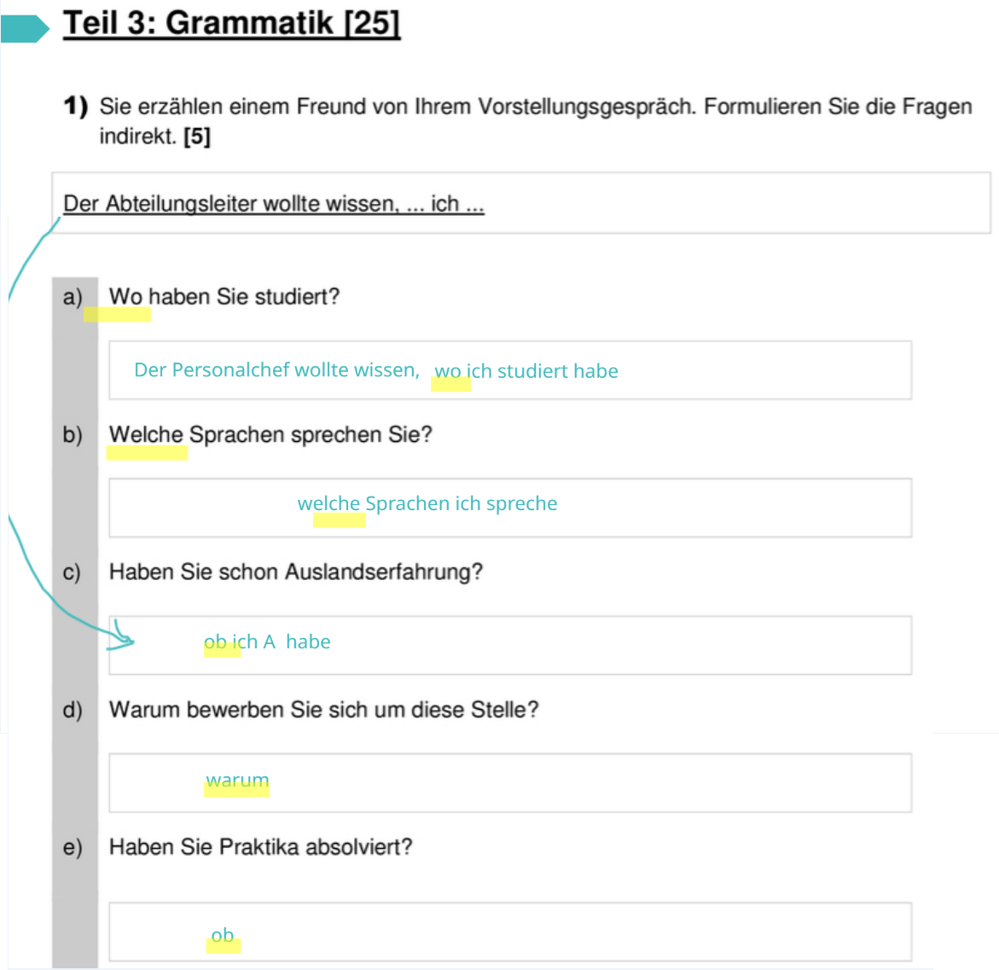 Teil 3: Grammatik [25]
1) Sie erzählen einem Freund von Ihrem Vorstellungsgespräch. Formulieren Sie die Fragen
indirekt. [5]
Der Abteilungsleiter wollte wissen, ... ich ...
a) Wo haben Sie studiert?
Der Personalchef wollte wissen, wo ich studiert habe
b) Welche Sprachen sprechen Sie?
welche Sprachen ich spreche
c) Haben Sie schon Auslandserfahrung?
ob ich A habe
d) Warum bewerben Sie sich um diese Stelle?
warum
e) Haben Sie Praktika absolviert?
ob